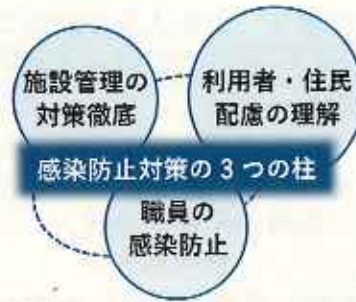 施設管理の
対策徹底
利用者・住民
配慮の理解
感染防止対策の3つの柱
職員の
感染防止